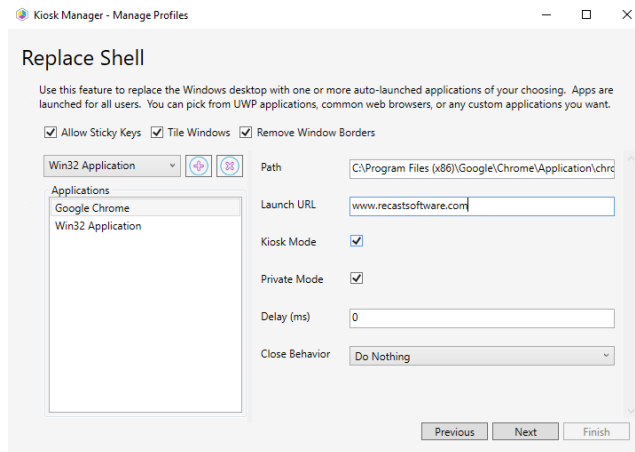 Kiosk Manager - Manage Profiles
Replace Shell
Use this feature to replace the Windows desktop with one or more auto-launched applications of your choosing. Apps are
launched for all users. You can pick from UWP applications, common web browsers, or any custom applications you want.
Allow Sticky Keys Tile Windows Remove Window Borders
Win32 Application
Applications
Google Chrome
Win32 Application
Path C:\Program Files (x86)\Google\Chrome\Application\chrc
Launch URL www.recastsoftware.com
Kiosk Mode
Private Mode
Delay (ms) 0
Close Behavior Do Nothing
Previous Next Finish